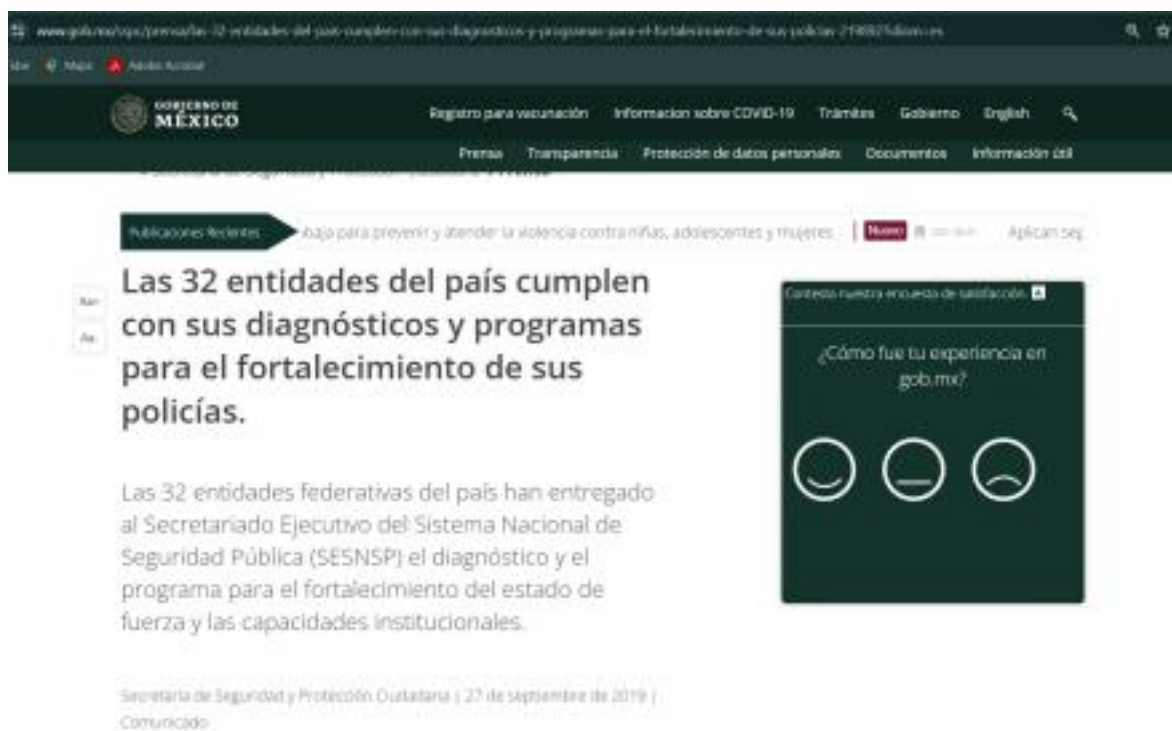 GOBIERNO DE
MÉXICO
Registro para vacunación Informacion sobre COVID-19 Trámites Gobierno English
Prensa Transparencia Protección de datos personales Documentos Información útil
Publicaciones Recientes baja para prevenir y atender la violencia contra niñas, adolescentes y mujeres Nuevo Aplican seg
Las 32 entidades del país cumplen
con sus diagnósticos y programas
para el fortalecimiento de sus
policías.
Aa+
Aa-
Las 32 entidades federativas del país han entregado
al Secretariado Ejecutivo del Sistema Nacional de
Seguridad Pública (SESNSP) el diagnóstico y el
programa para el fortalecimiento del estado de
fuerza y las capacidades institucionales.
Secretaría de Seguridad y Protección Ciudadana | 27 de septiembre de 2019 |
Comunicado
Contesta nuestra encuesta de satisfacción.
¿Cómo fue tu experiencia en
gob.mx?